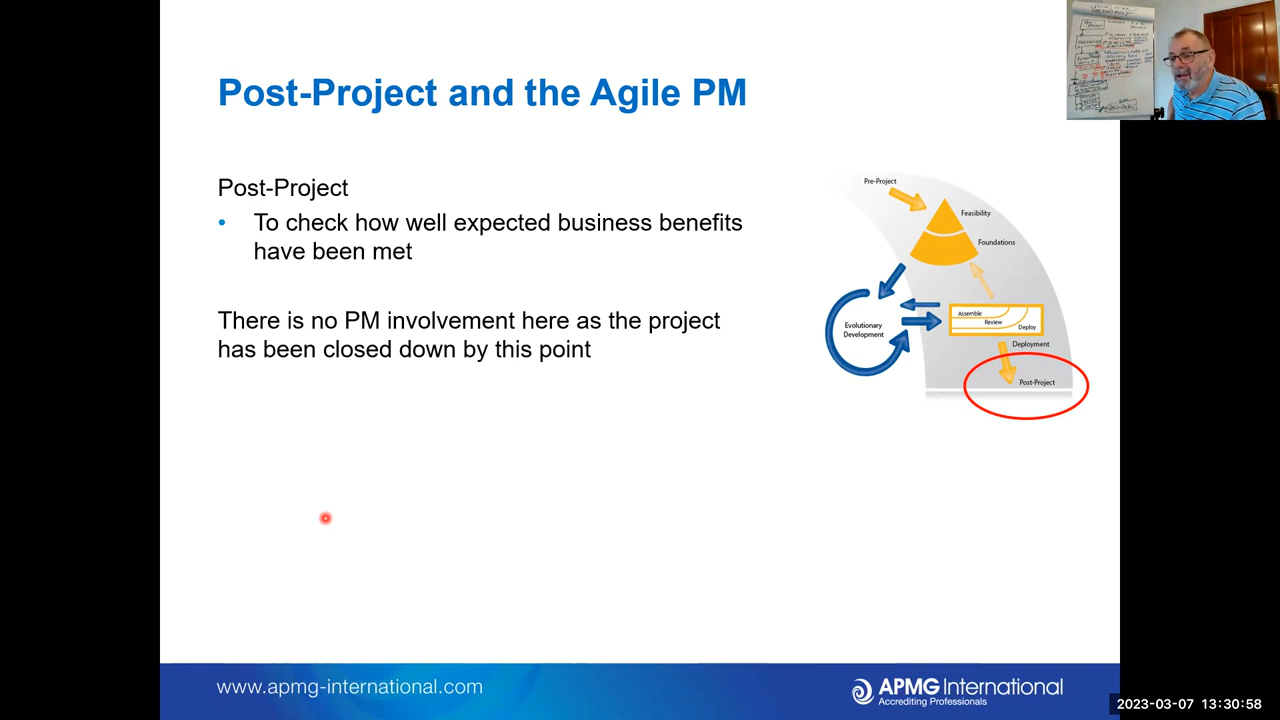 Post-Project and the Agile PM
Post-Project
• To check how well expected business benefits
have been met
There is no PM involvement here as the project
has been closed down by this point
Pre-Project
Feasibility
Foundations
Assemble
Review
Deploy
Evolutionary
Development
Deployment
Post-Project
www.apmg-international.com
APMG International
Accrediting Professionals
2023-03-07 13:30:58